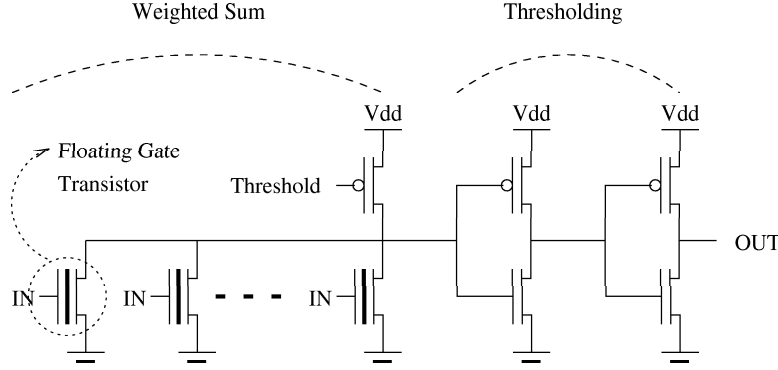 Weighted Sum
Thresholding
Vdd
Vdd
Vdd
Floating Gate
Transistor
Threshold
OUT
IN
IN
IN